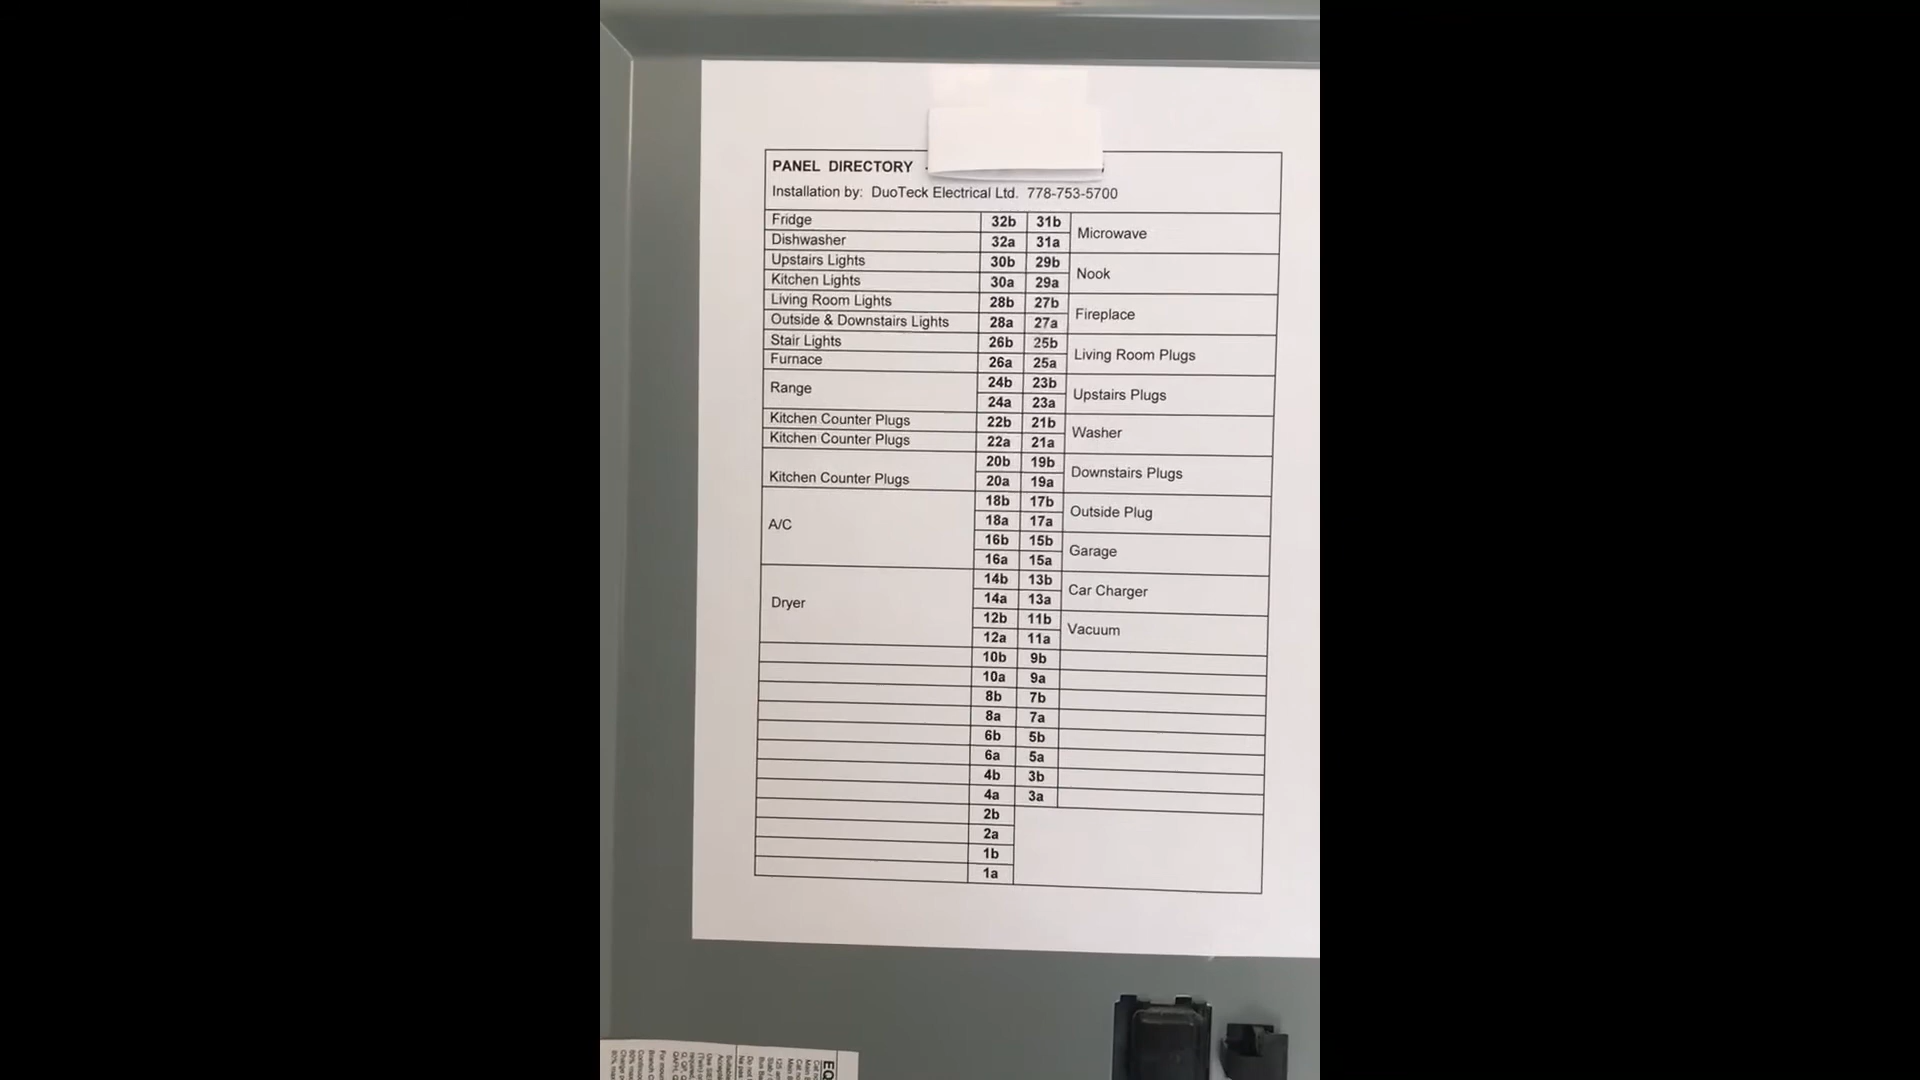 PANEL DIRECTORY
Installation by: DuoTeck Electrical Ltd. 778-753-5700
Fridge 32b 31b Microwave
Dishwasher 32a 31a
Upstairs Lights 30b 29b Nook
Kitchen Lights 30a 29a
Living Room Lights 28b 27b Fireplace
Outside & Downstairs Lights 28a 27a
Stair Lights 26b 25b Living Room Plugs
Furnace 26a 25a
Range 24b 23b Upstairs Plugs
24a 23a
Kitchen Counter Plugs 22b 21b Washer
Kitchen Counter Plugs 22a 21a
20b 19b Downstairs Plugs
Kitchen Counter Plugs 20a 19a
A/C 18b 17b Outside Plug
18a 17a
16b 15b Garage
16a 15a
Dryer 14b 13b Car Charger
14a 13a
12b 11b Vacuum
12a 11a
10b 9b
10a 9a
8b 7b
8a 7a
6b 5b
6a 5a
4b 3b
4a 3a
2b
2a
1b
1a